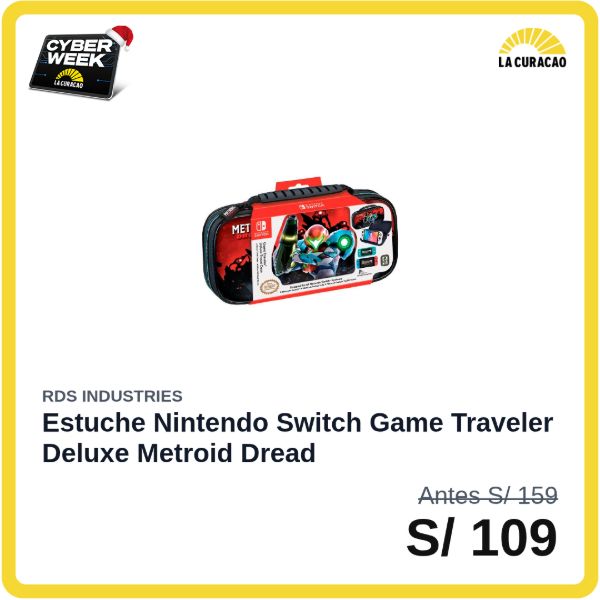 CYBER
WEEK
LA CURACAO
LA CURACAO
MET
RDS INDUSTRIES
Estuche Nintendo Switch Game Traveler
Deluxe Metroid Dread
Antes S/ 159
S/ 109